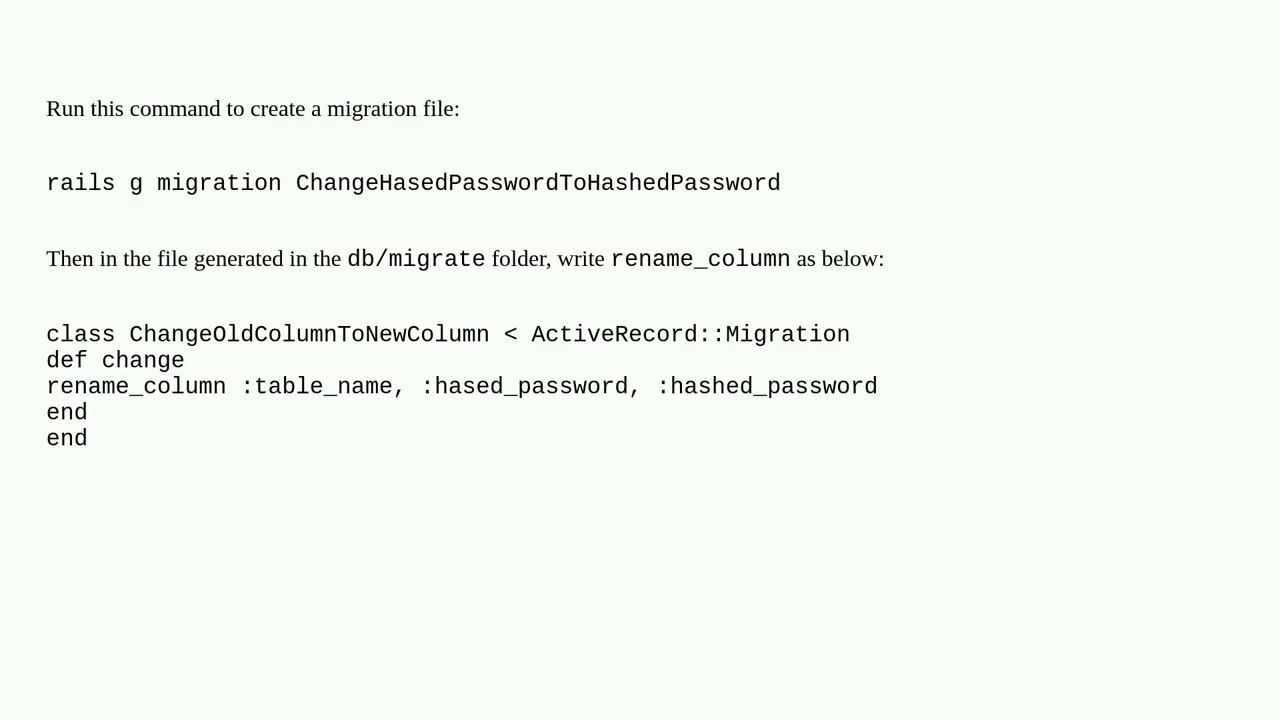 Run this command to create a migration file:
rails g migration ChangeHasedPasswordToHashedPassword
Then in the file generated in the db/migrate folder, write rename_column as below:
class ChangeOldColumnToNewColumn < ActiveRecord::Migration
def change
rename_column :table_name, :hased_password, :hashed_password
end
end